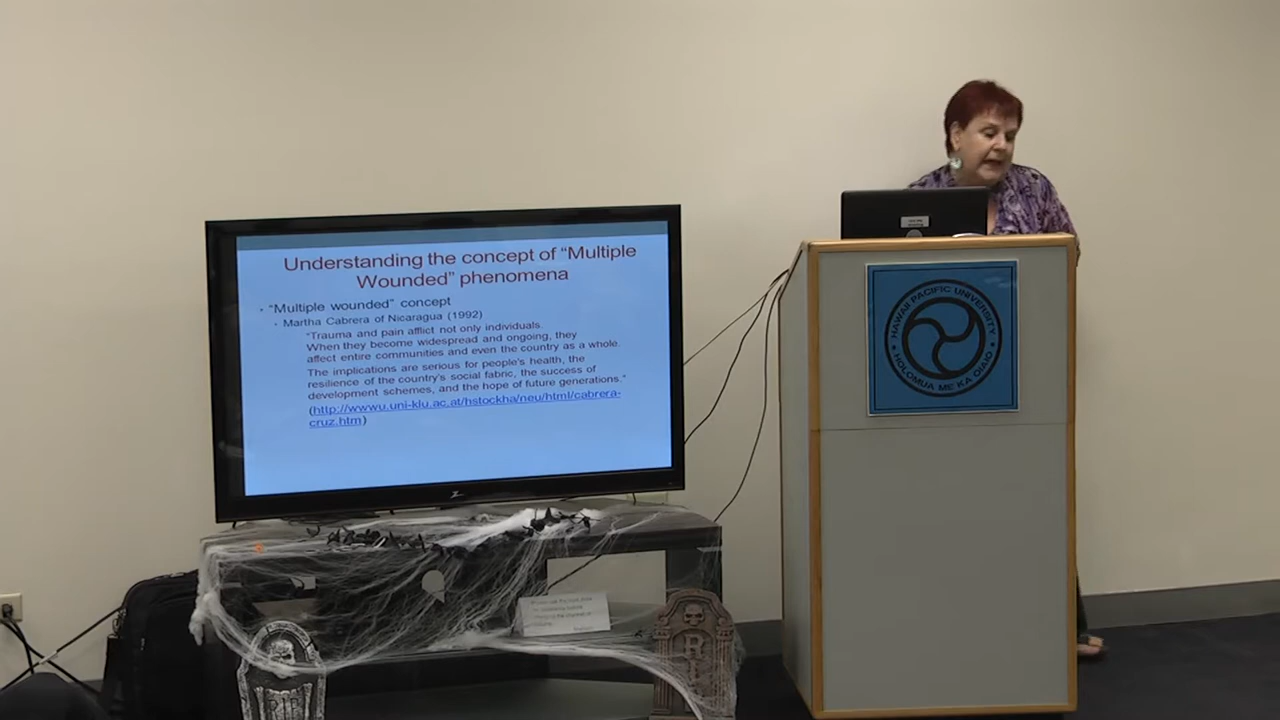 Understanding the concept of “Multiple
Wounded” phenomena
“Multiple wounded” concept
Martha Cabrera of Nicaragua (1992)
“Trauma and pain afflict not only individuals.
When they become widespread and ongoing, they
affect entire communities and even the country as a whole.
The implications are serious for people's health, the
resilience of the country's social fabric, the success of
development schemes, and the hope of future generations.”
(http://wwwu.uni-klu.ac.at/hstockha/neu/html/cabrera-
cruz.htm)
HAWAII PACIFIC UNIVERSITY
HOLOMUA ME KA OIAIO
RIP
RIP